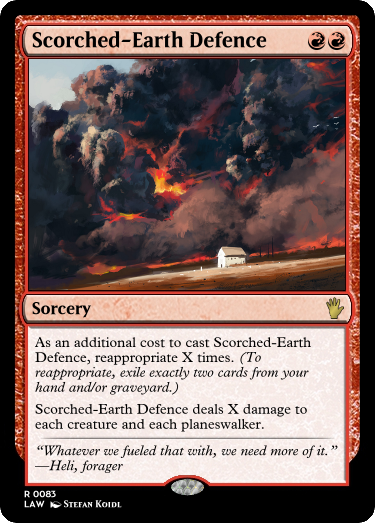 Scorched-Earth Defence
Sorcery
As an additional cost to cast Scorched-Earth
Defence, reappropriate X times. (To
reappropriate, exile exactly two cards from your
hand and/or graveyard.)
Scorched-Earth Defence deals X damage to
each creature and each planeswalker.
“Whatever we fueled that with, we need more of it.”
—Heli, forager
R 0083
LAW Stefan Koidl